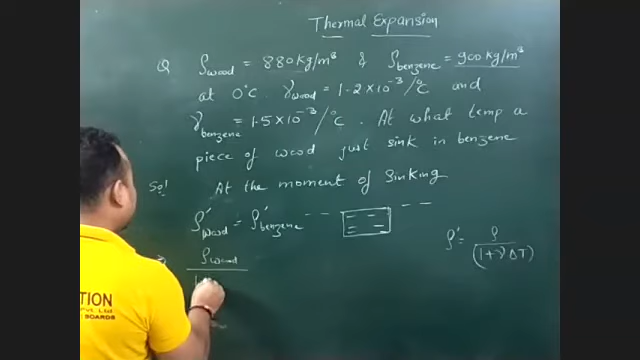 Thermal Expansion
Q ρwood = 880 kg/m³ & ρbenzene = 900 kg/m³
at 0°C. γwood = 1.2×10⁻³/°C and
γbenzene = 1.5×10⁻³/°C. At what temp a
piece of wood just sink in benzene
Sol At the moment of sinking
ρ'wood = ρ'benzene
ρ' = ρ/(1+γΔT)
ρwood
TION
BOARDS